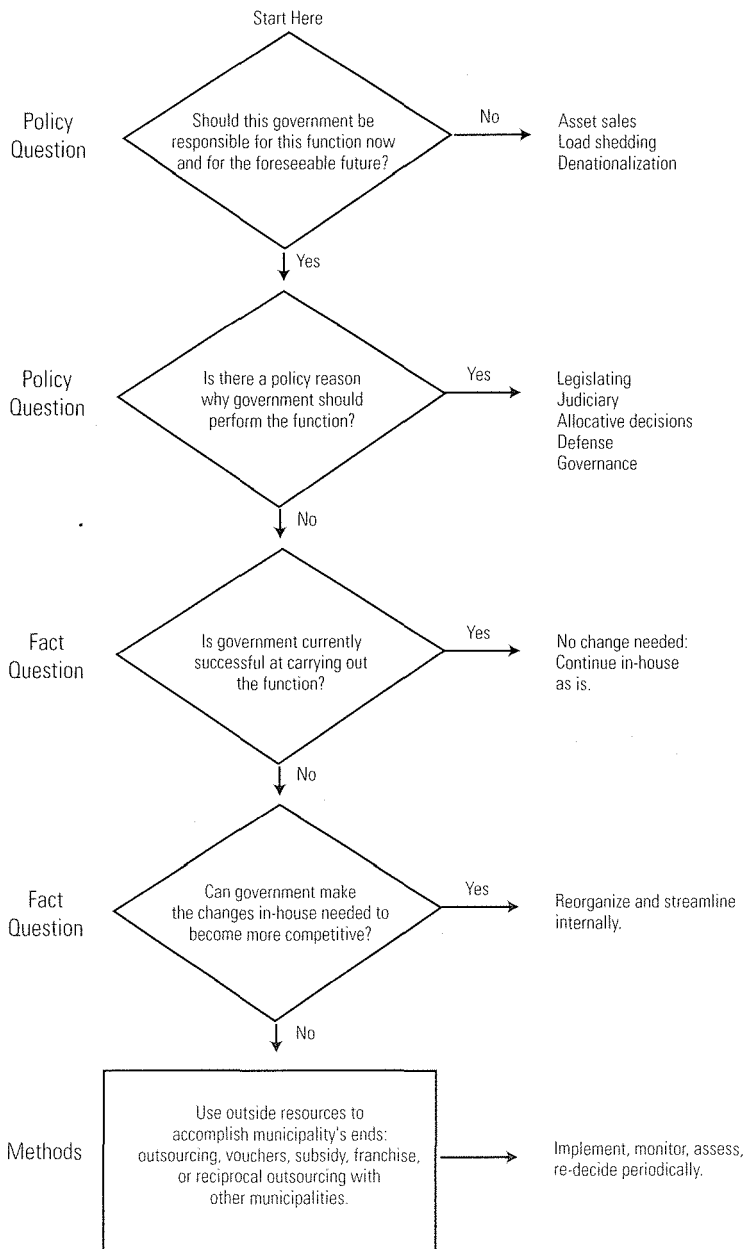 Start Here
Policy
Question
Should this government be
responsible for this function now
and for the foreseeable future?
No
Asset sales
Load shedding
Denationalization
Yes
Policy
Question
Is there a policy reason
why government should
perform the function?
Yes
Legislating
Judiciary
Allocative decisions
Defense
Governance
No
Fact
Question
Is government currently
successful at carrying out
the function?
Yes
No change needed:
Continue in-house
as is.
No
Fact
Question
Can government make
the changes in-house needed to
become more competitive?
Yes
Reorganize and streamline
internally.
No
Methods
Use outside resources to
accomplish municipality's ends:
outsourcing, vouchers, subsidy, franchise,
or reciprocal outsourcing with
other municipalities.
Implement, monitor, assess,
re-decide periodically.